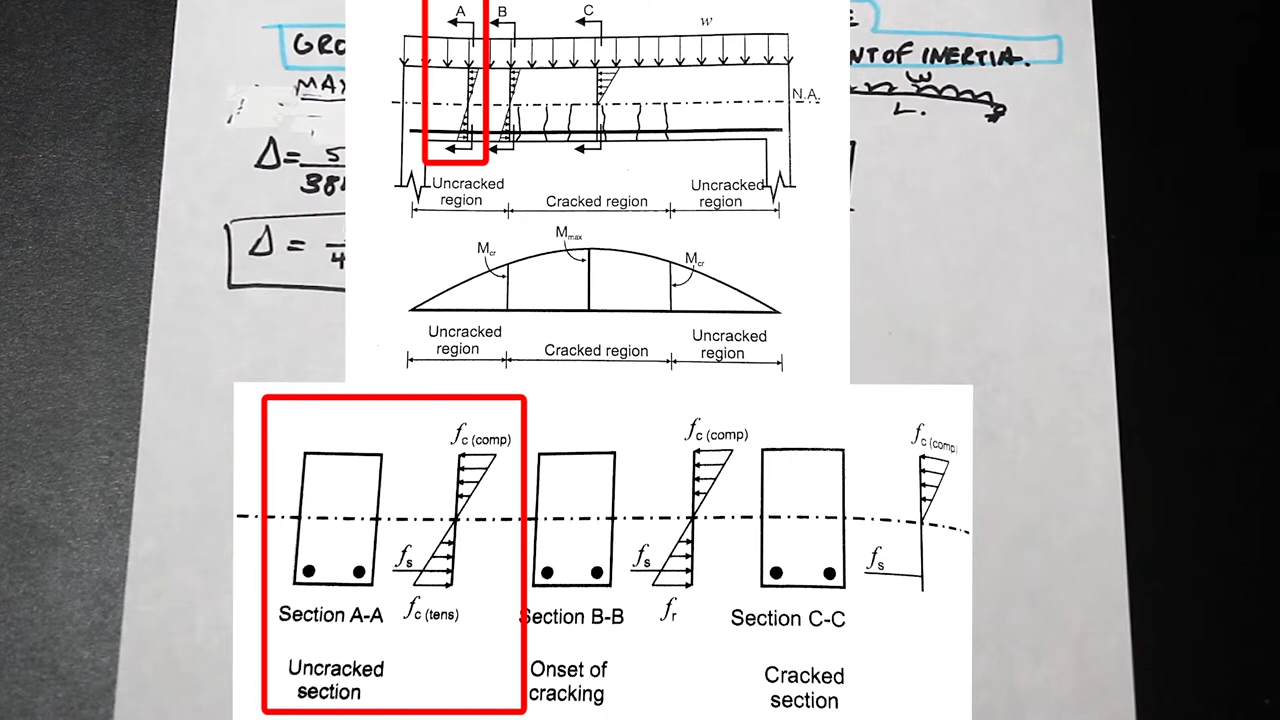 GRO
NT OF INERTIA.
MAX
w
L.
Δ= 5
384
Δ =
4
A B C w
N.A.
Uncracked
region
Cracked region
Uncracked
region
Mcr
Mmax
Mcr
Uncracked
region
Cracked region
Uncracked
region
fc (comp)
fs
fc (tens)
Section A-A
Uncracked
section
fc (comp)
fs
fr
Section B-B
Onset of
cracking
fc (comp
fs
Section C-C
Cracked
section